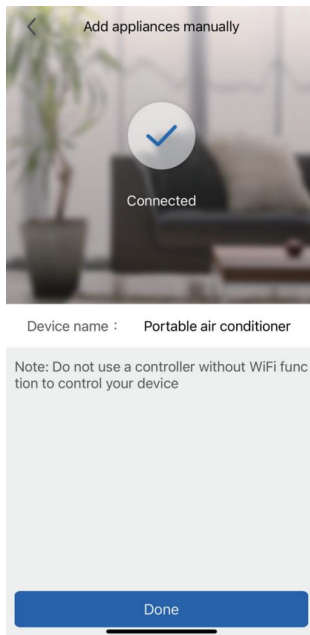 Add appliances manually
Connected
Device name： Portable air conditioner
Note: Do not use a controller without WiFi func
tion to control your device
Done